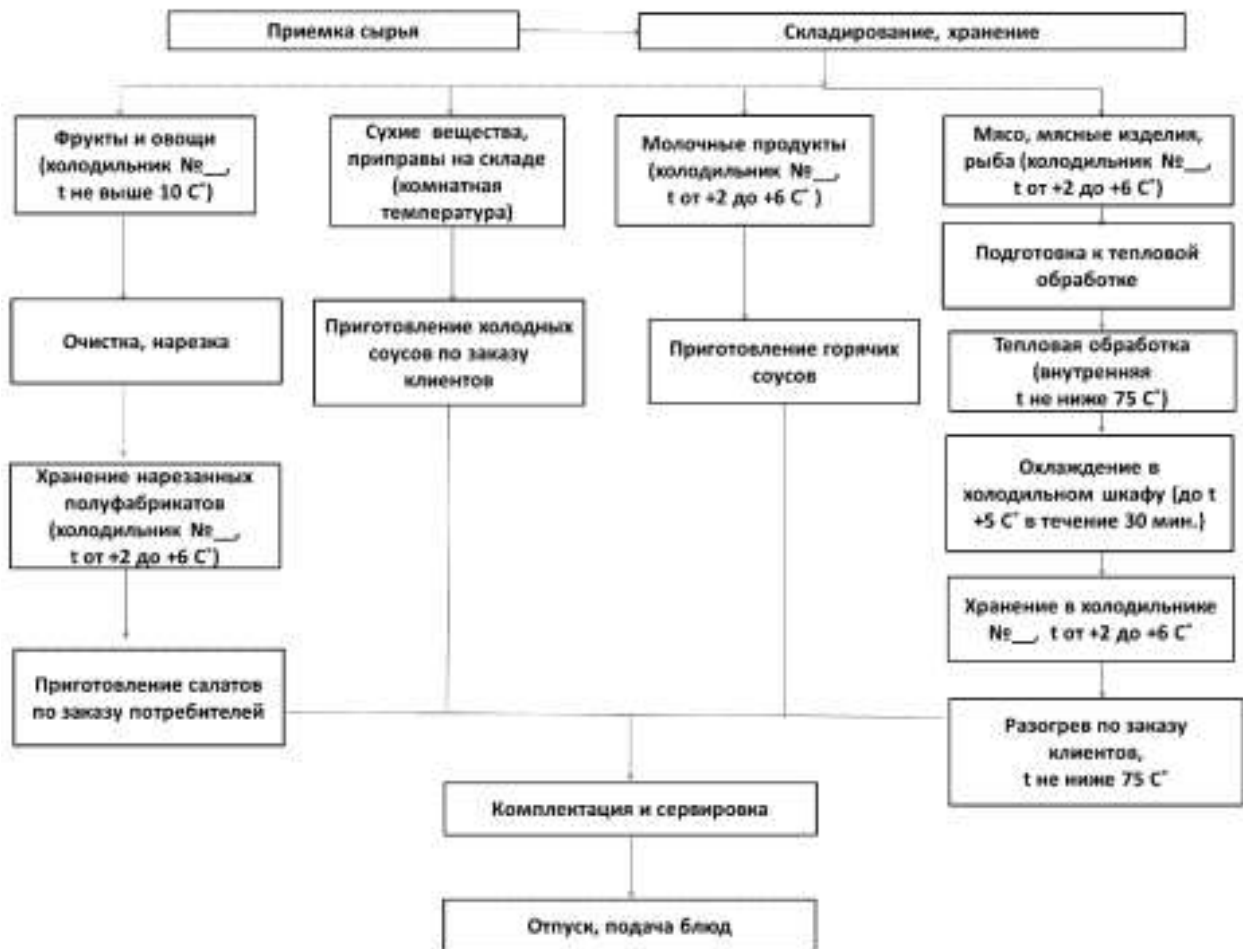 Приемка сырья
Складирование, хранение
Фрукты и овощи
(холодильник №__,
t не выше 10 С˚)
Сухие вещества,
приправы на складе
(комнатная
температура)
Молочные продукты
(холодильник №__,
t от +2 до +6 С˚ )
Мясо, мясные изделия,
рыба (холодильник №__,
t от +2 до +6 С˚)
Подготовка к тепловой
обработке
Очистка, нарезка
Приготовление холодных
соусов по заказу
клиентов
Приготовление горячих
соусов
Тепловая обработка
(внутренняя
t не ниже 75 С˚)
Хранение нарезанных
полуфабрикатов
(холодильник №__,
t от +2 до +6 С˚)
Охлаждение в
холодильном шкафу (до t
+5 С˚ в течение 30 мин.)
Хранение в холодильнике
№__, t от +2 до +6 С˚
Приготовление салатов
по заказу потребителей
Разогрев по заказу
клиентов,
t не ниже 75 С˚
Комплектация и сервировка
Отпуск, подача блюд